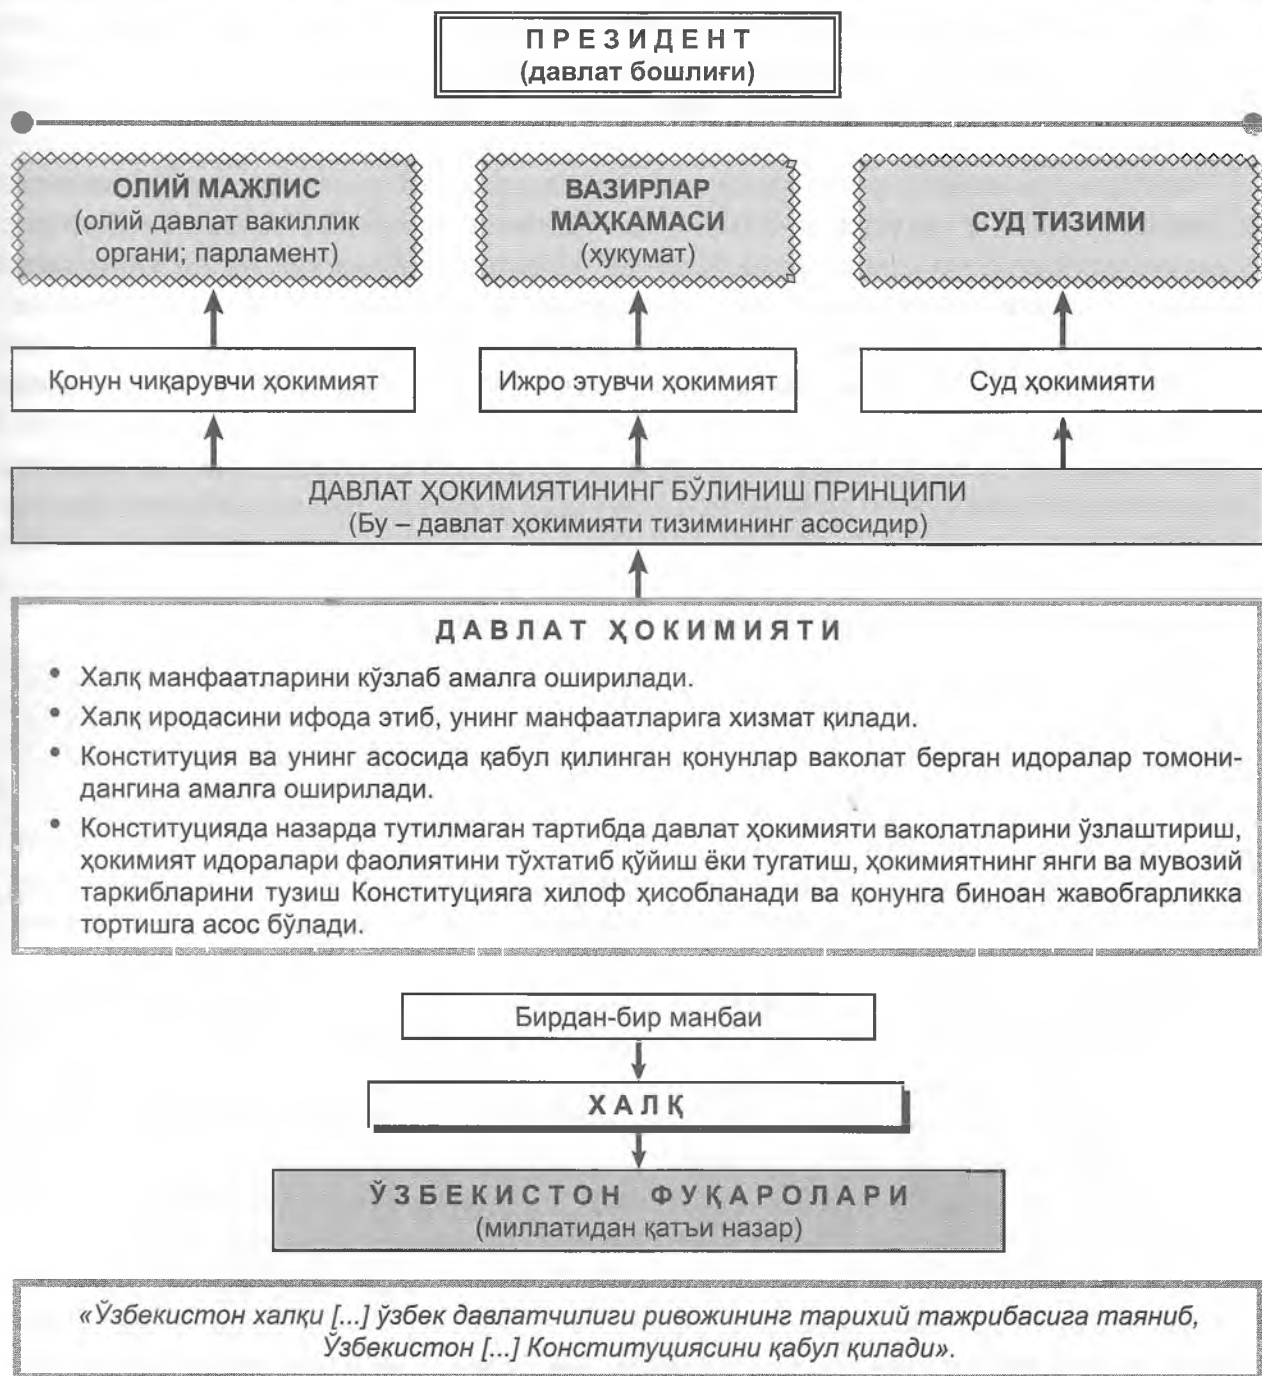 ПРЕЗИДЕНТ
(давлат бошлиғи)
ОЛИЙ МАЖЛИС
(олий давлат вакиллик
органи; парламент)
ВАЗИРЛАР
МАҲКАМАСИ
(ҳукумат)
СУД ТИЗИМИ
Қонун чиқарувчи ҳокимият
Ижро этувчи ҳокимият
Суд ҳокимияти
ДАВЛАТ ҲОКИМИЯТИНИНГ БЎЛИНИШ ПРИНЦИПИ
(Бу – давлат ҳокимияти тизимининг асосидир)
ДАВЛАТ ҲОКИМИЯТИ
• Халқ манфаатларини кўзлаб амалга оширилади.
• Халқ иродасини ифода этиб, унинг манфаатларига хизмат қилади.
• Конституция ва унинг асосида қабул қилинган қонунлар ваколат берган идоралар томони-
дангина амалга оширилади.
• Конституцияда назарда тутилмаган тартибда давлат ҳокимияти ваколатларини ўзлаштириш,
ҳокимият идоралари фаолиятини тўхтатиб қўйиш ёки тугатиш, ҳокимиятнинг янги ва мувозий
таркибларини тузиш Конституцияга хилоф ҳисобланади ва қонунга биноан жавобгарликка
тортишга асос бўлади.
Бирдан-бир манбаи
ХАЛҚ
ЎЗБЕКИСТОН ФУҚАРОЛАРИ
(миллатидан қатъи назар)
«Ўзбекистон халқи [...] ўзбек давлатчилиги ривожининг тарихий тажрибасига таяниб,
Ўзбекистон [...] Конституциясини қабул қилади».